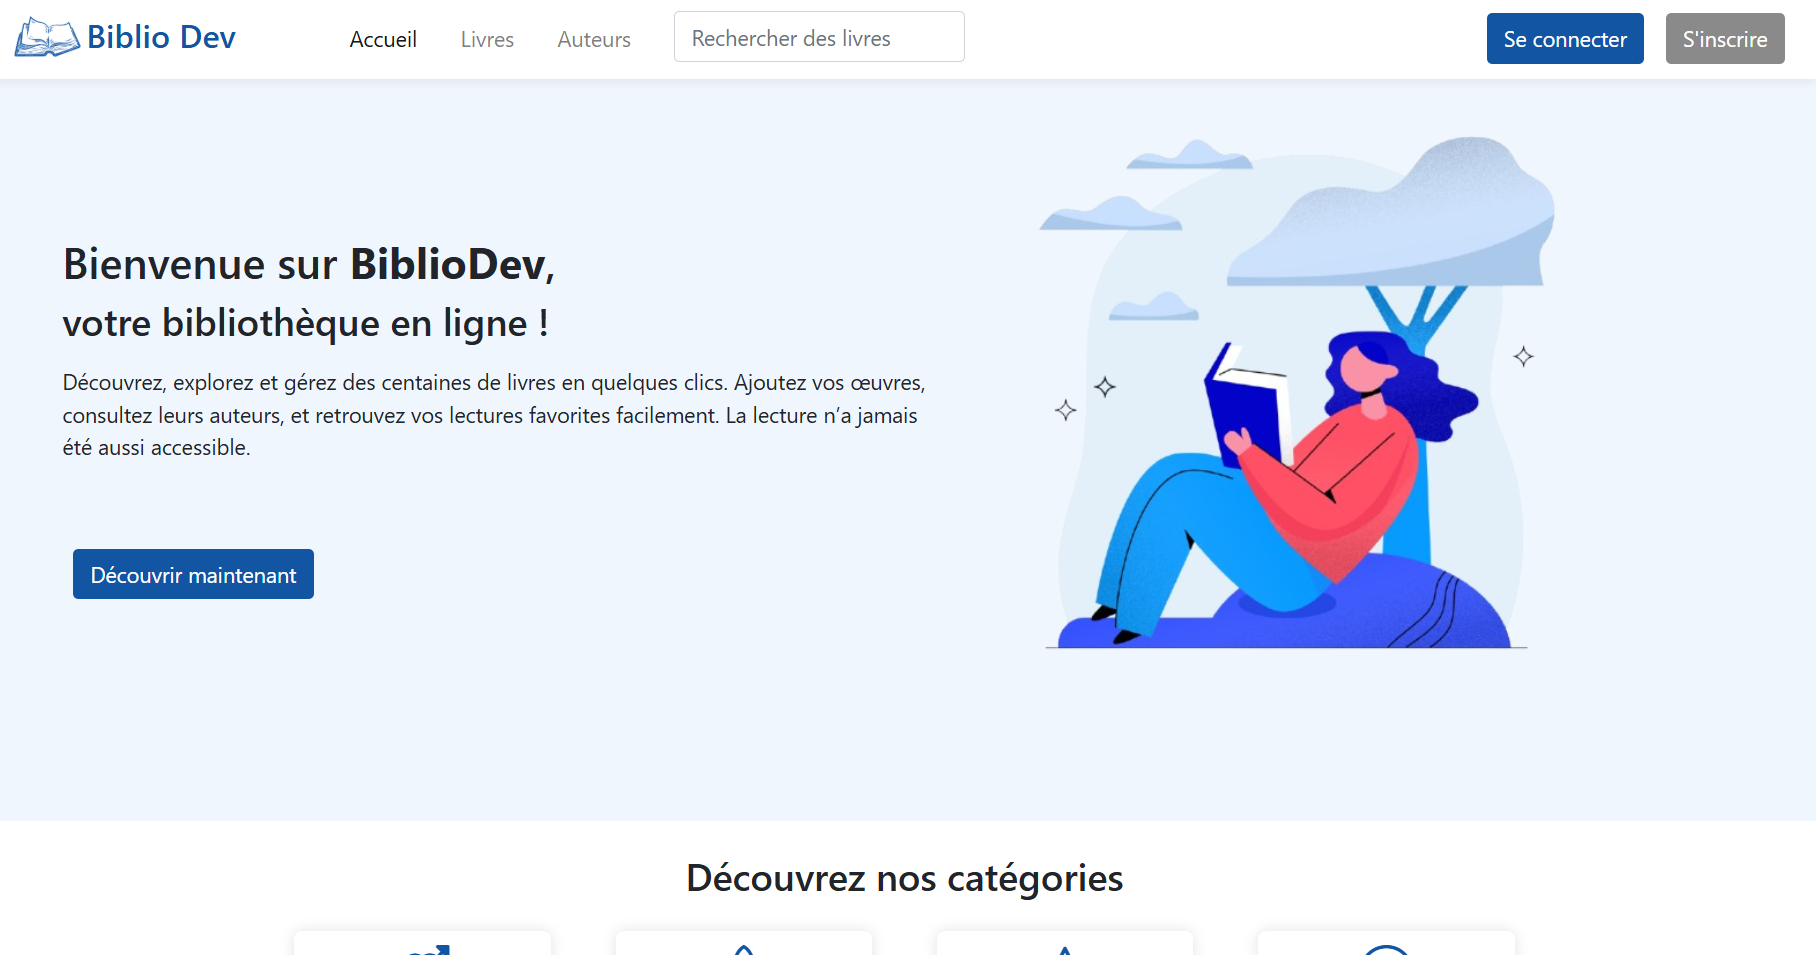 Biblio Dev
Accueil
Livres
Auteurs
Rechercher des livres
Se connecter
S'inscrire
Bienvenue sur BiblioDev,
votre bibliothèque en ligne !
Découvrez, explorez et gérez des centaines de livres en quelques clics. Ajoutez vos œuvres,
consultez leurs auteurs, et retrouvez vos lectures favorites facilement. La lecture n’a jamais
été aussi accessible.
Découvrir maintenant
Découvrez nos catégories